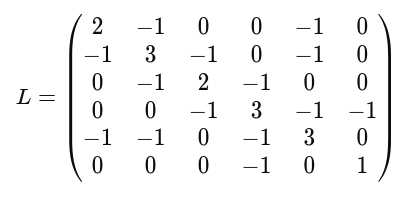 2 −1 0 0 −1 0
−1 3 −1 0 −1 0
0 −1 2 −1 0 0
L = 0 0 −1 3 −1 −1
−1 −1 0 −1 3 0
0 0 0 −1 0 1